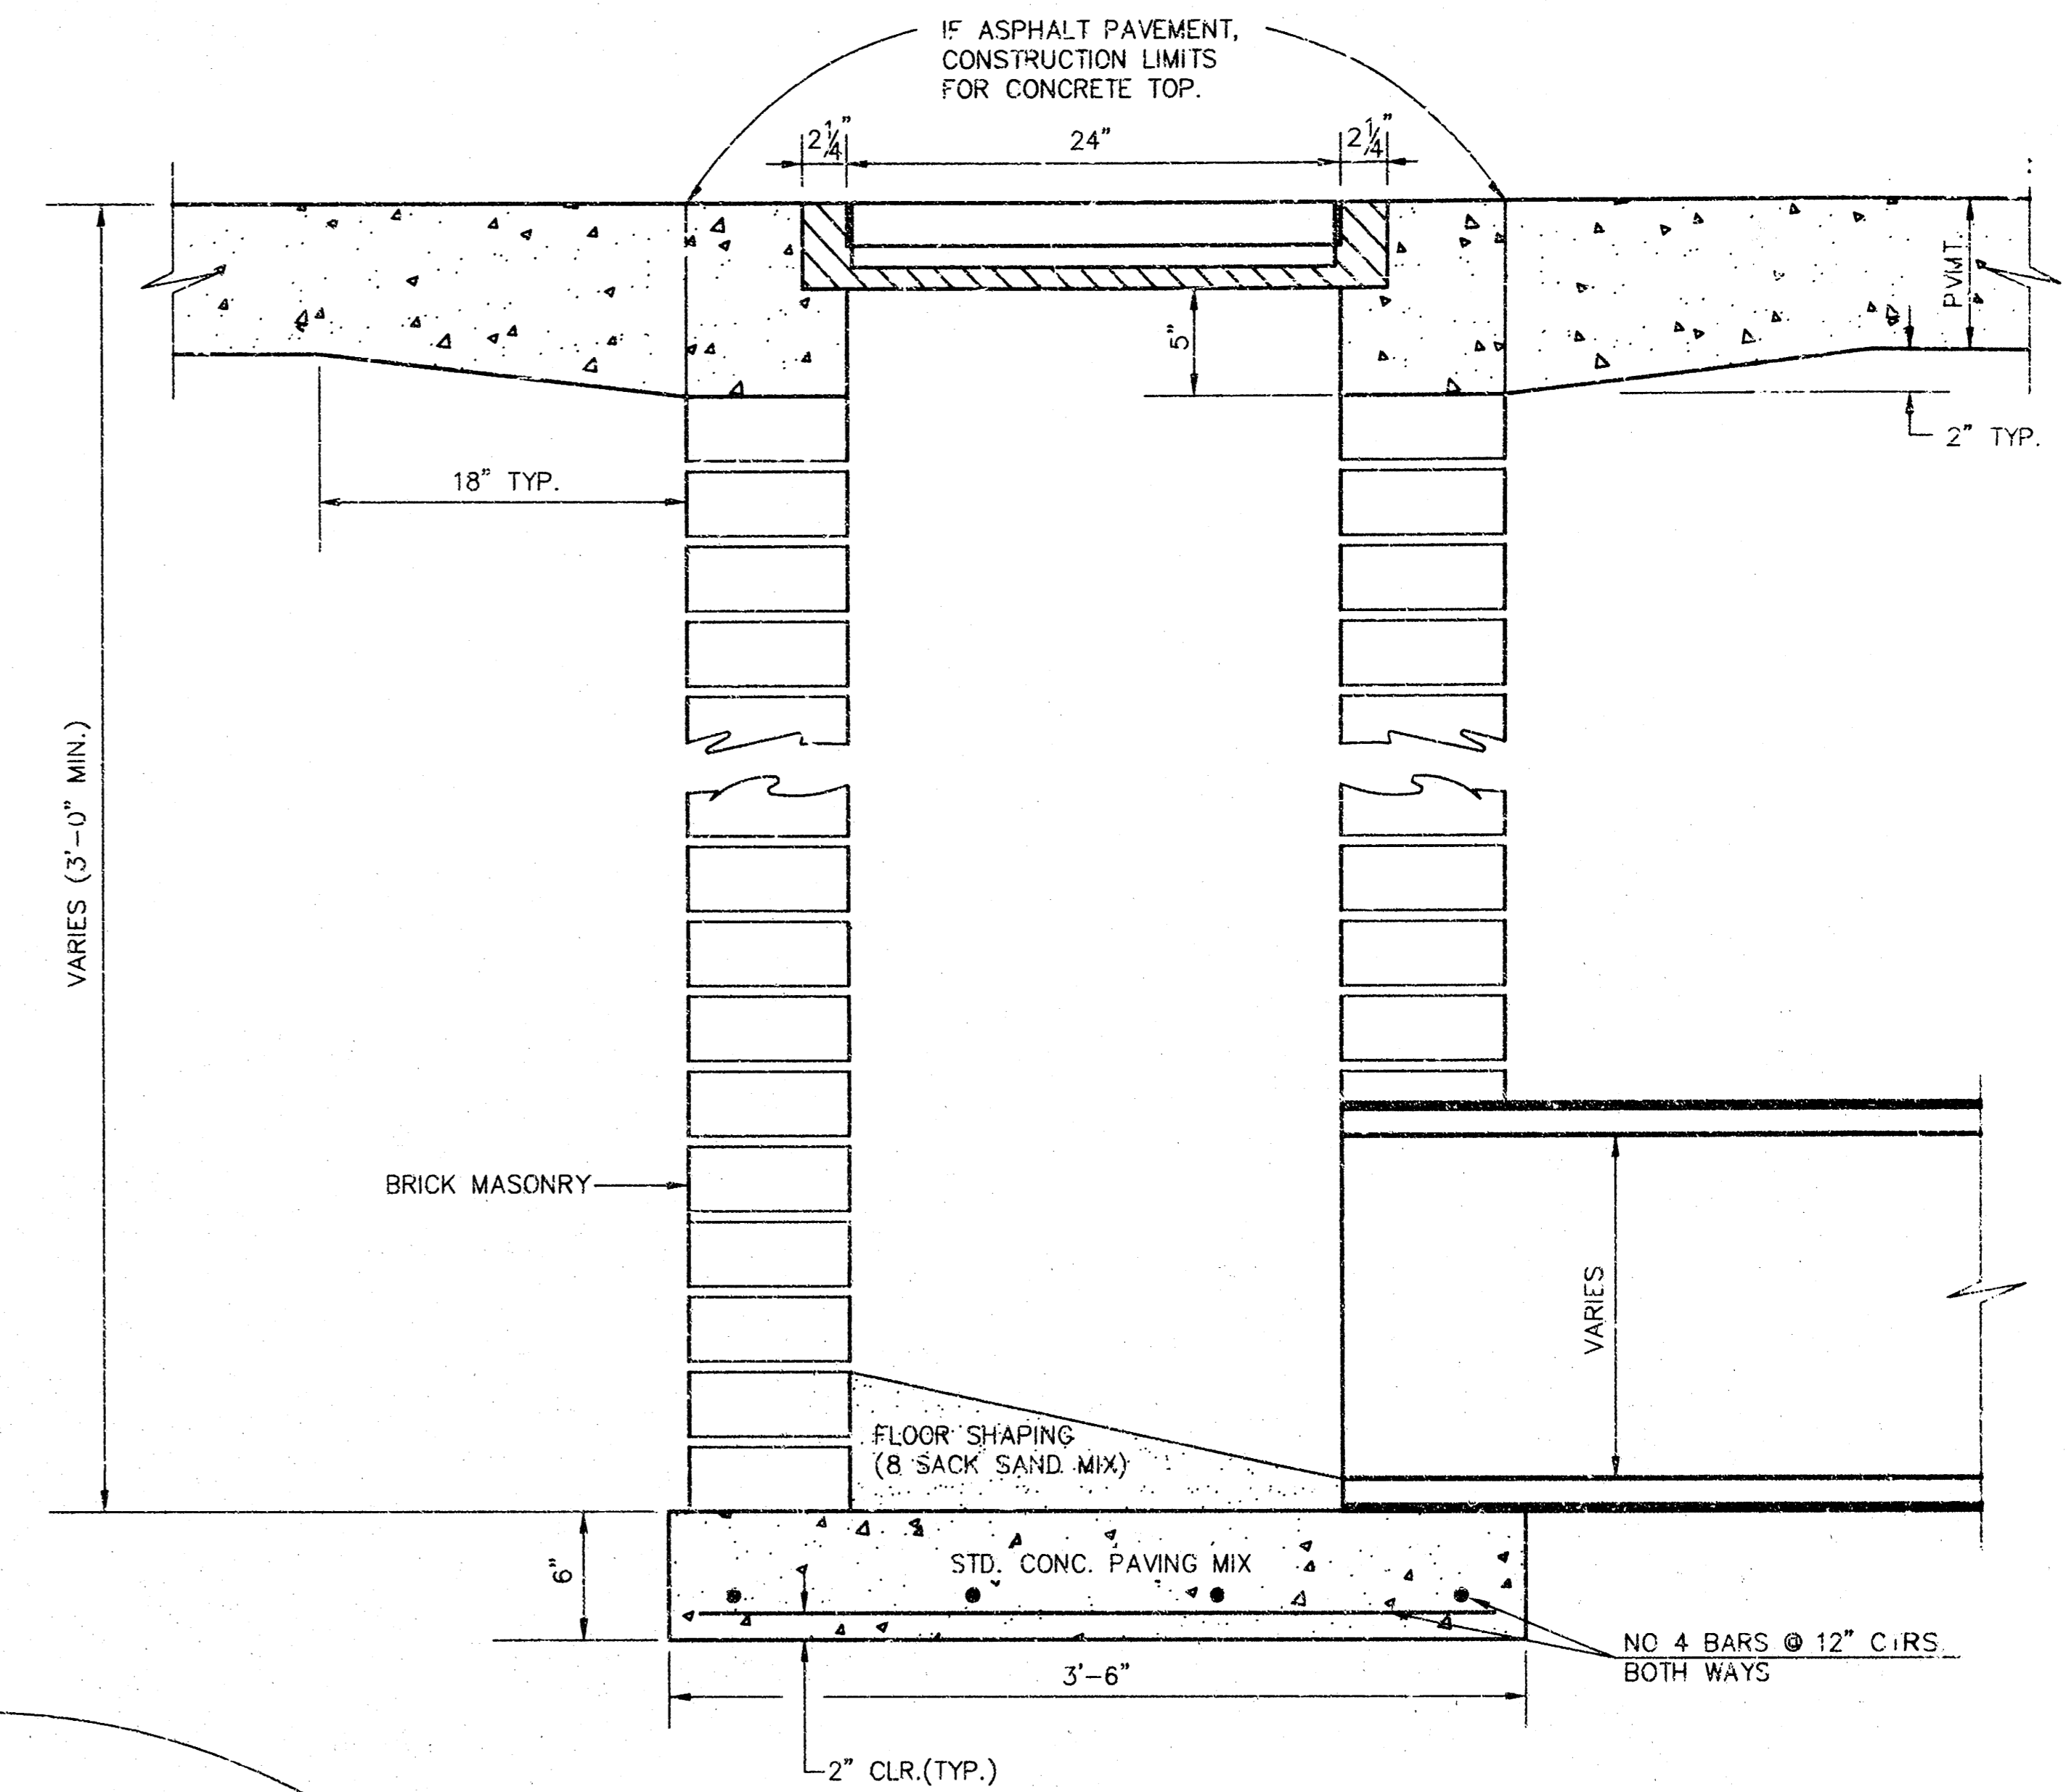 IF ASPHALT PAVEMENT,
CONSTRUCTION LIMITS
FOR CONCRETE TOP.
2¼"
24"
2¼"
PVMT.
5"
2" TYP.
18" TYP.
VARIES (3'-0" MIN.)
BRICK MASONRY
VARIES
FLOOR SHAPING
(8 SACK SAND MIX)
6"
STD. CONC. PAVING MIX
NO 4 BARS @ 12" CTRS.
BOTH WAYS
3'-6"
2" CLR.(TYP.)